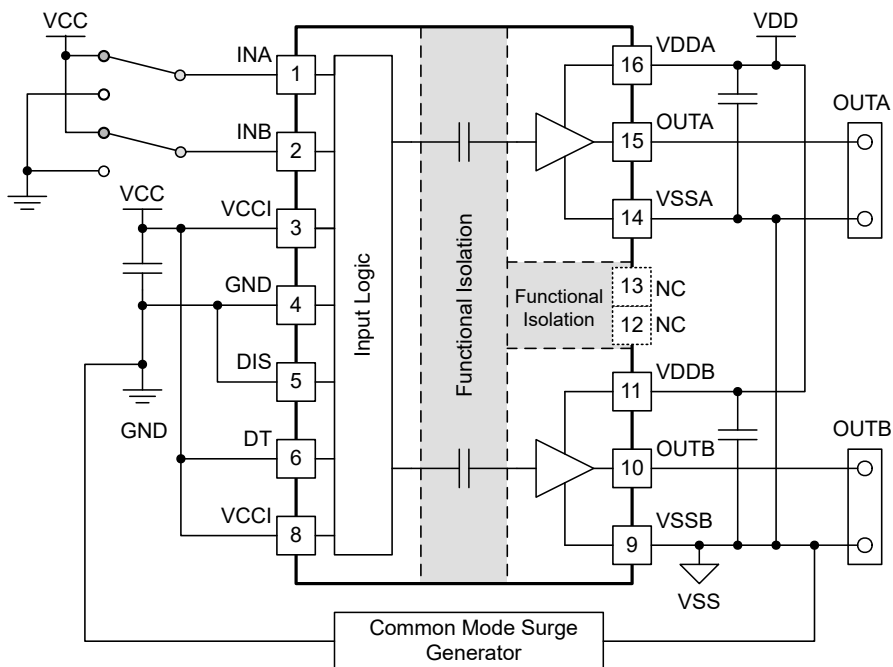 VCC
VDD
INA
1
16
VDDA
OUTA
INB
2
15
OUTA
VCC
VCCI
3
14
VSSA
GND
4
Input Logic
Functional Isolation
Functional
Isolation
13
NC
12
NC
DIS
5
GND
11
VDDB
DT
6
10
OUTB
OUTB
VCCI
8
9
VSSB
VSS
Common Mode Surge
Generator